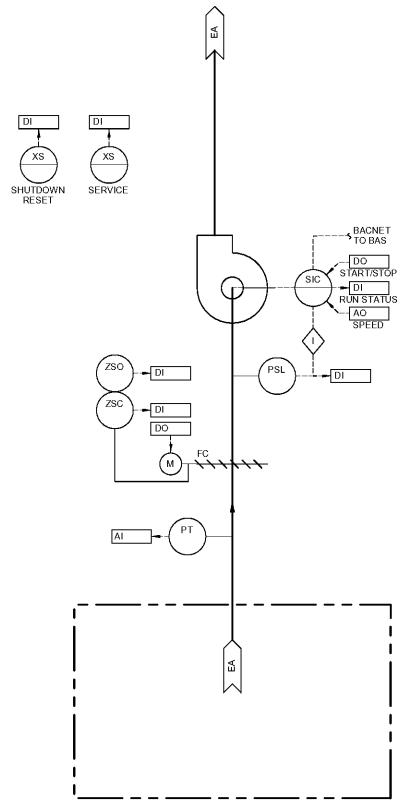 EA
DI
DI
XS
XS
SHUTDOWN
RESET
SERVICE
BACNET
TO BAS
DO
START/STOP
SIC
DI
RUN STATUS
AO
SPEED
I
ZSO
DI
PSL
DI
ZSC
DI
DO
FC
M
PT
AI
EA